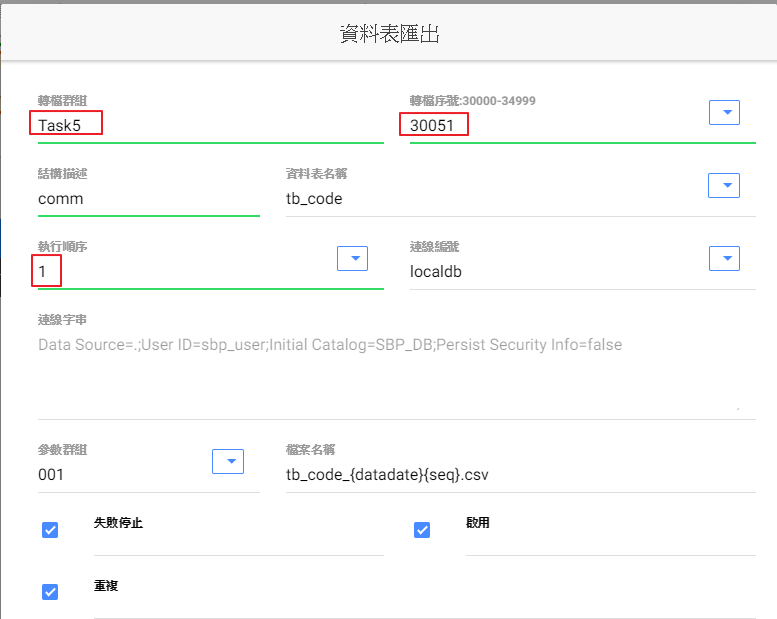 資料表匯出
轉檔群組
Task5
轉檔序號:30000-34999
30051
結構描述
comm
資料表名稱
tb_code
執行順序
1
連線編號
localdb
連線字串
Data Source=.;User ID=sbp_user;Initial Catalog=SBP_DB;Persist Security Info=false
參數群組
001
檔案名稱
tb_code_{datadate}{seq}.csv
失敗停止
啟用
重複